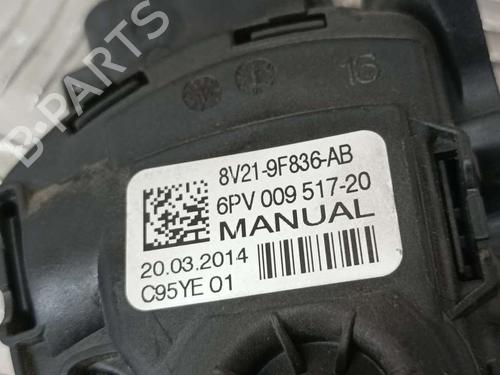 B-PARTS
16
8V21-9F836-AB
6PV 009 517-20
MANUAL
20.03.2014
C95YE 01